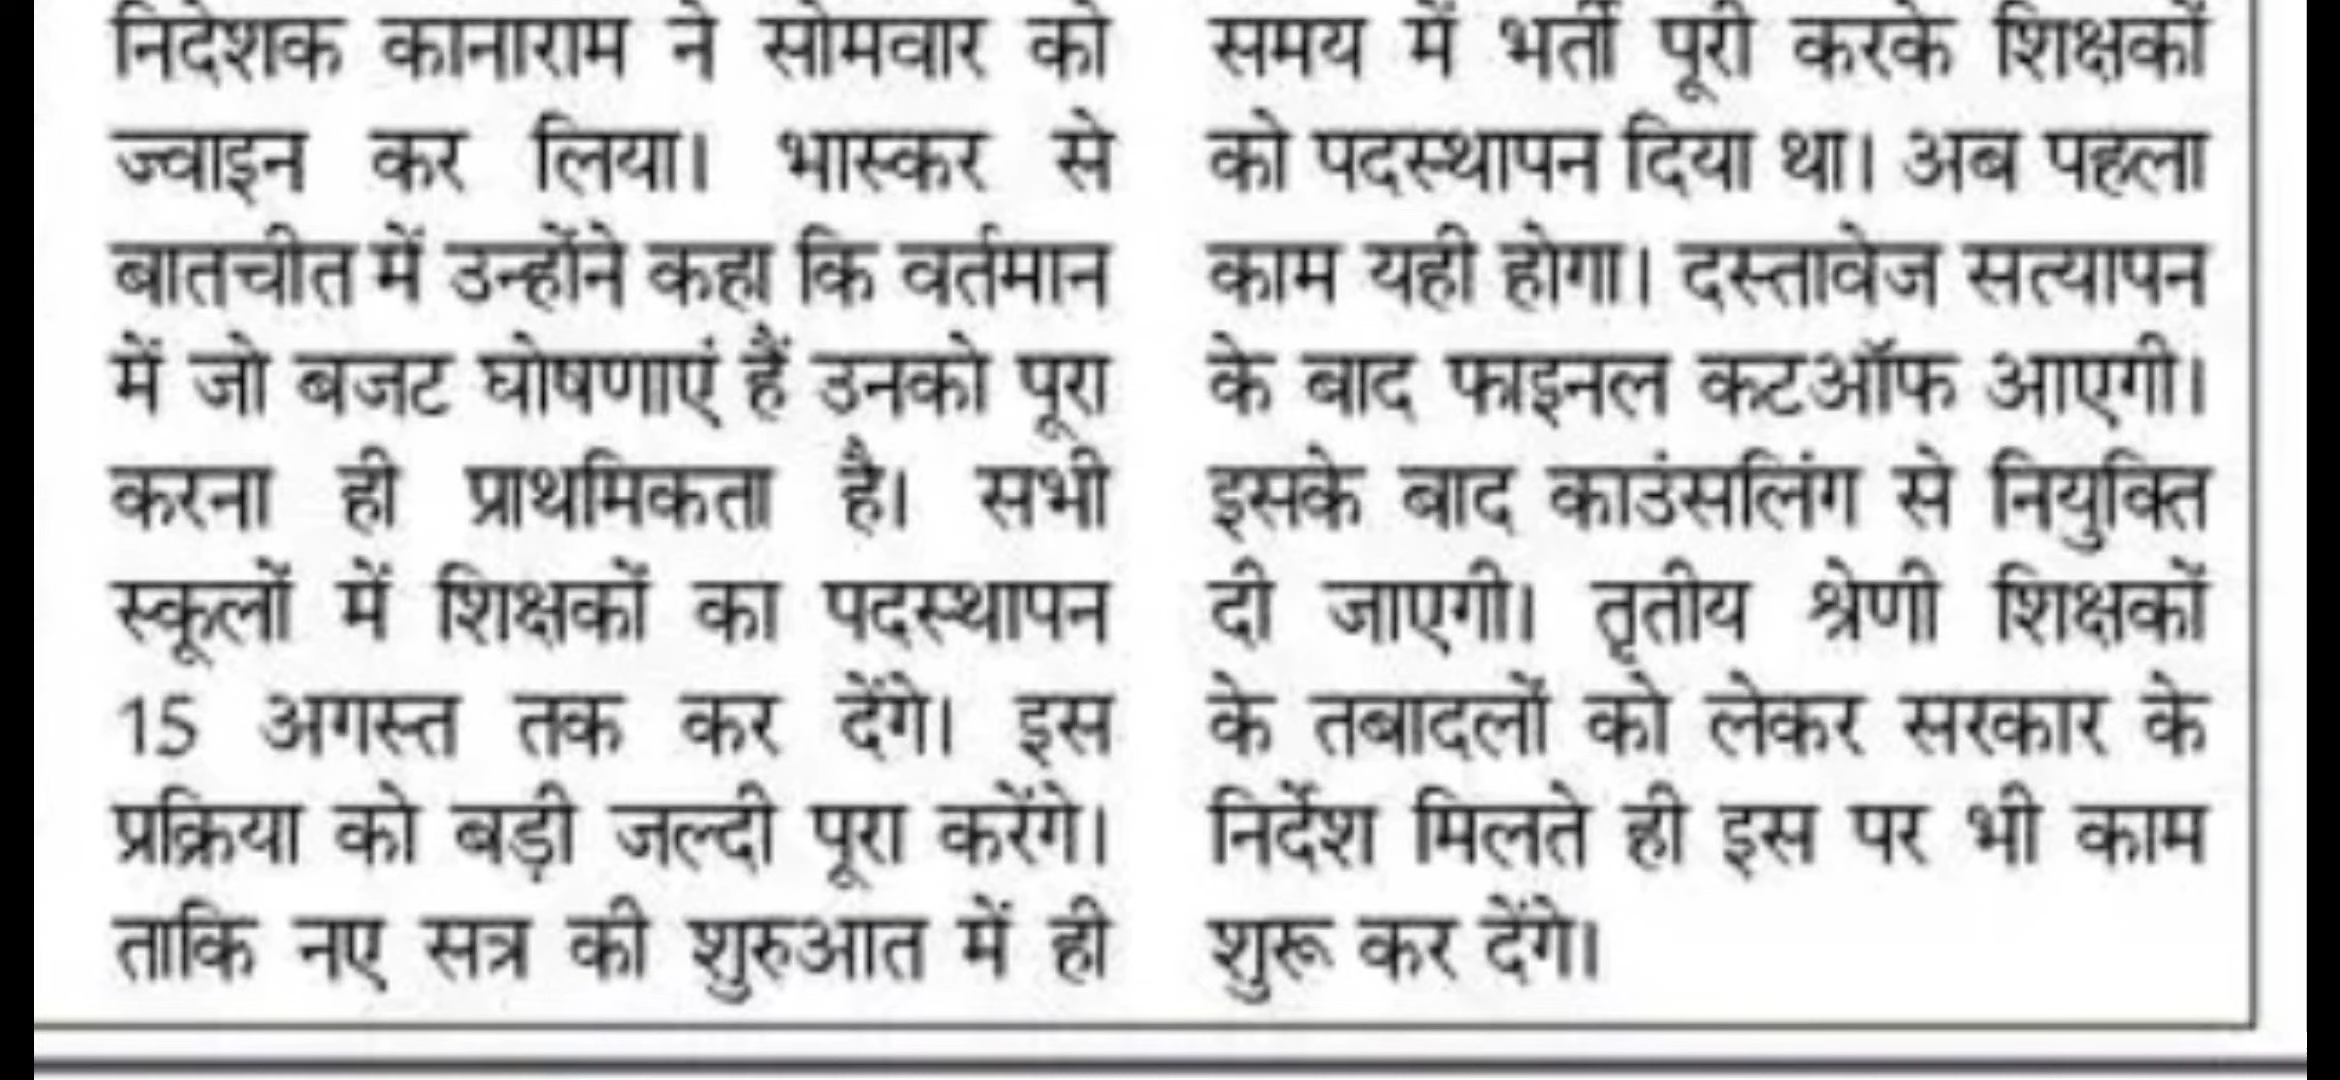 निदेशक कानाराम ने सोमवार को
ज्वाइन कर लिया। भास्कर से
बातचीत में उन्होंने कहा कि वर्तमान
में जो बजट घोषणाएं हैं उनको पूरा
करना ही प्राथमिकता है। सभी
स्कूलों में शिक्षकों का पदस्थापन
15 अगस्त तक कर देंगे। इस
प्रक्रिया को बड़ी जल्दी पूरा करेंगे।
ताकि नए सत्र की शुरुआत में ही
समय में भर्ती पूरी करके शिक्षकों
को पदस्थापन दिया था। अब पहला
काम यही होगा। दस्तावेज सत्यापन
के बाद फाइनल कटऑफ आएगी।
इसके बाद काउंसलिंग से नियुक्ति
दी जाएगी। तृतीय श्रेणी शिक्षकों
के तबादलों को लेकर सरकार के
निर्देश मिलते ही इस पर भी काम
शुरू कर देंगे।